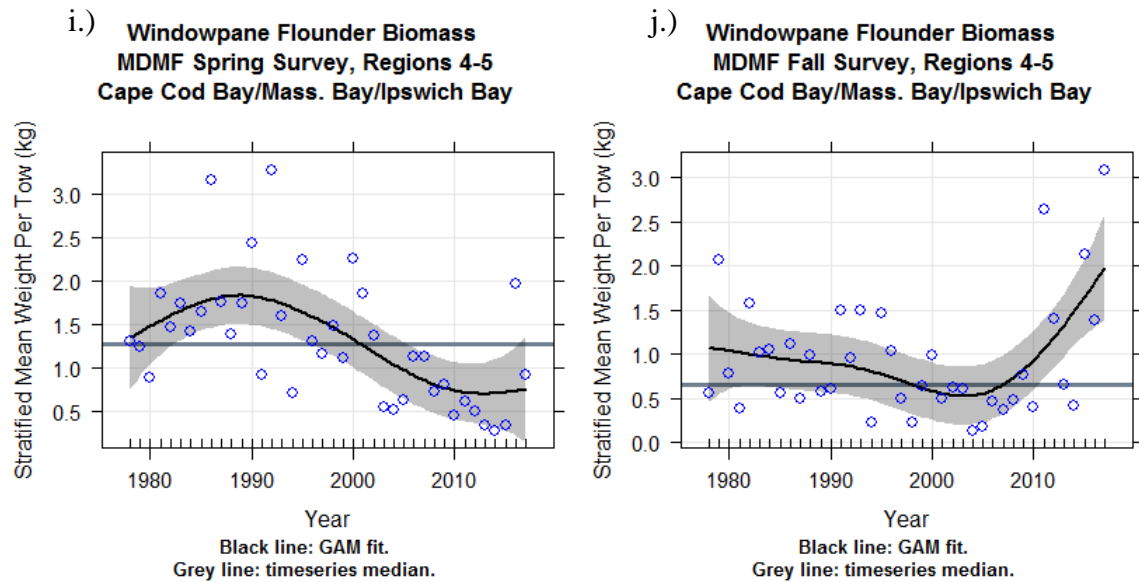 i.)
Windowpane Flounder Biomass
MDMF Spring Survey, Regions 4-5
Cape Cod Bay/Mass. Bay/Ipswich Bay
Stratified Mean Weight Per Tow (kg)
3.0
2.5
2.0
1.5
1.0
0.5
1980 1990 2000 2010
Year
Black line: GAM fit.
Grey line: timeseries median.
j.)
Windowpane Flounder Biomass
MDMF Fall Survey, Regions 4-5
Cape Cod Bay/Mass. Bay/Ipswich Bay
Stratified Mean Weight Per Tow (kg)
3.0
2.5
2.0
1.5
1.0
0.5
0.0
1980 1990 2000 2010
Year
Black line: GAM fit.
Grey line: timeseries median.